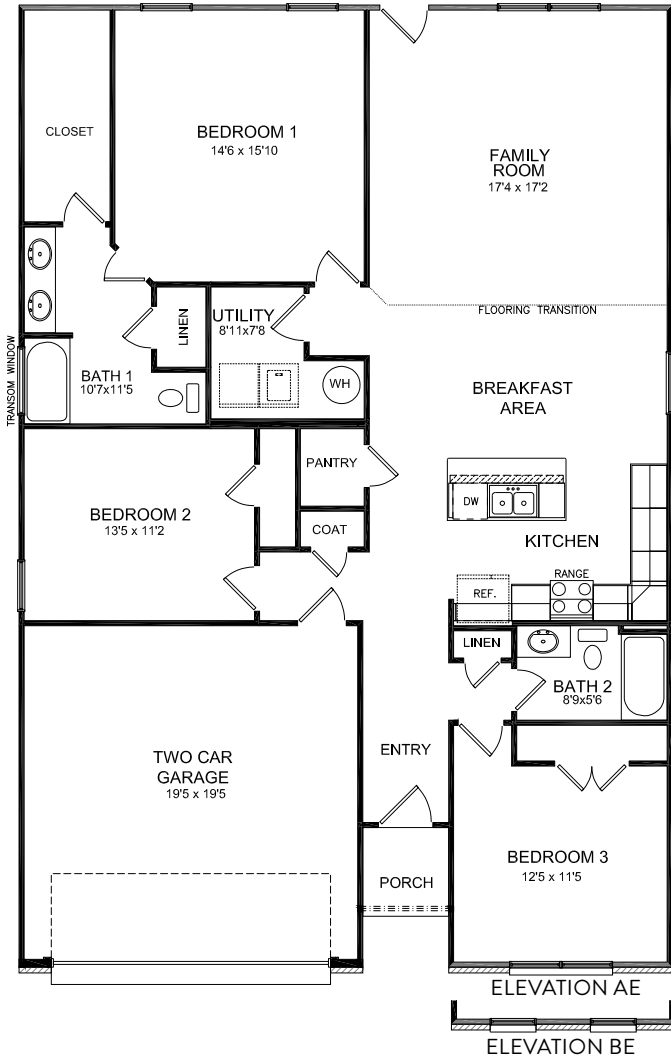 CLOSET
BEDROOM 1
14'6 x 15'10
FAMILY
ROOM
17'4 x 17'2
FLOORING TRANSITION
UTILITY
8'11x7'8
LINEN
WH
TRANSOM WINDOW
BATH 1
10'7x11'5
BREAKFAST
AREA
PANTRY
BEDROOM 2
13'5 x 11'2
COAT
DW
KITCHEN
RANGE
REF.
LINEN
BATH 2
8'9x5'6
TWO CAR
GARAGE
19'5 x 19'5
ENTRY
BEDROOM 3
12'5 x 11'5
PORCH
ELEVATION AE
ELEVATION BE